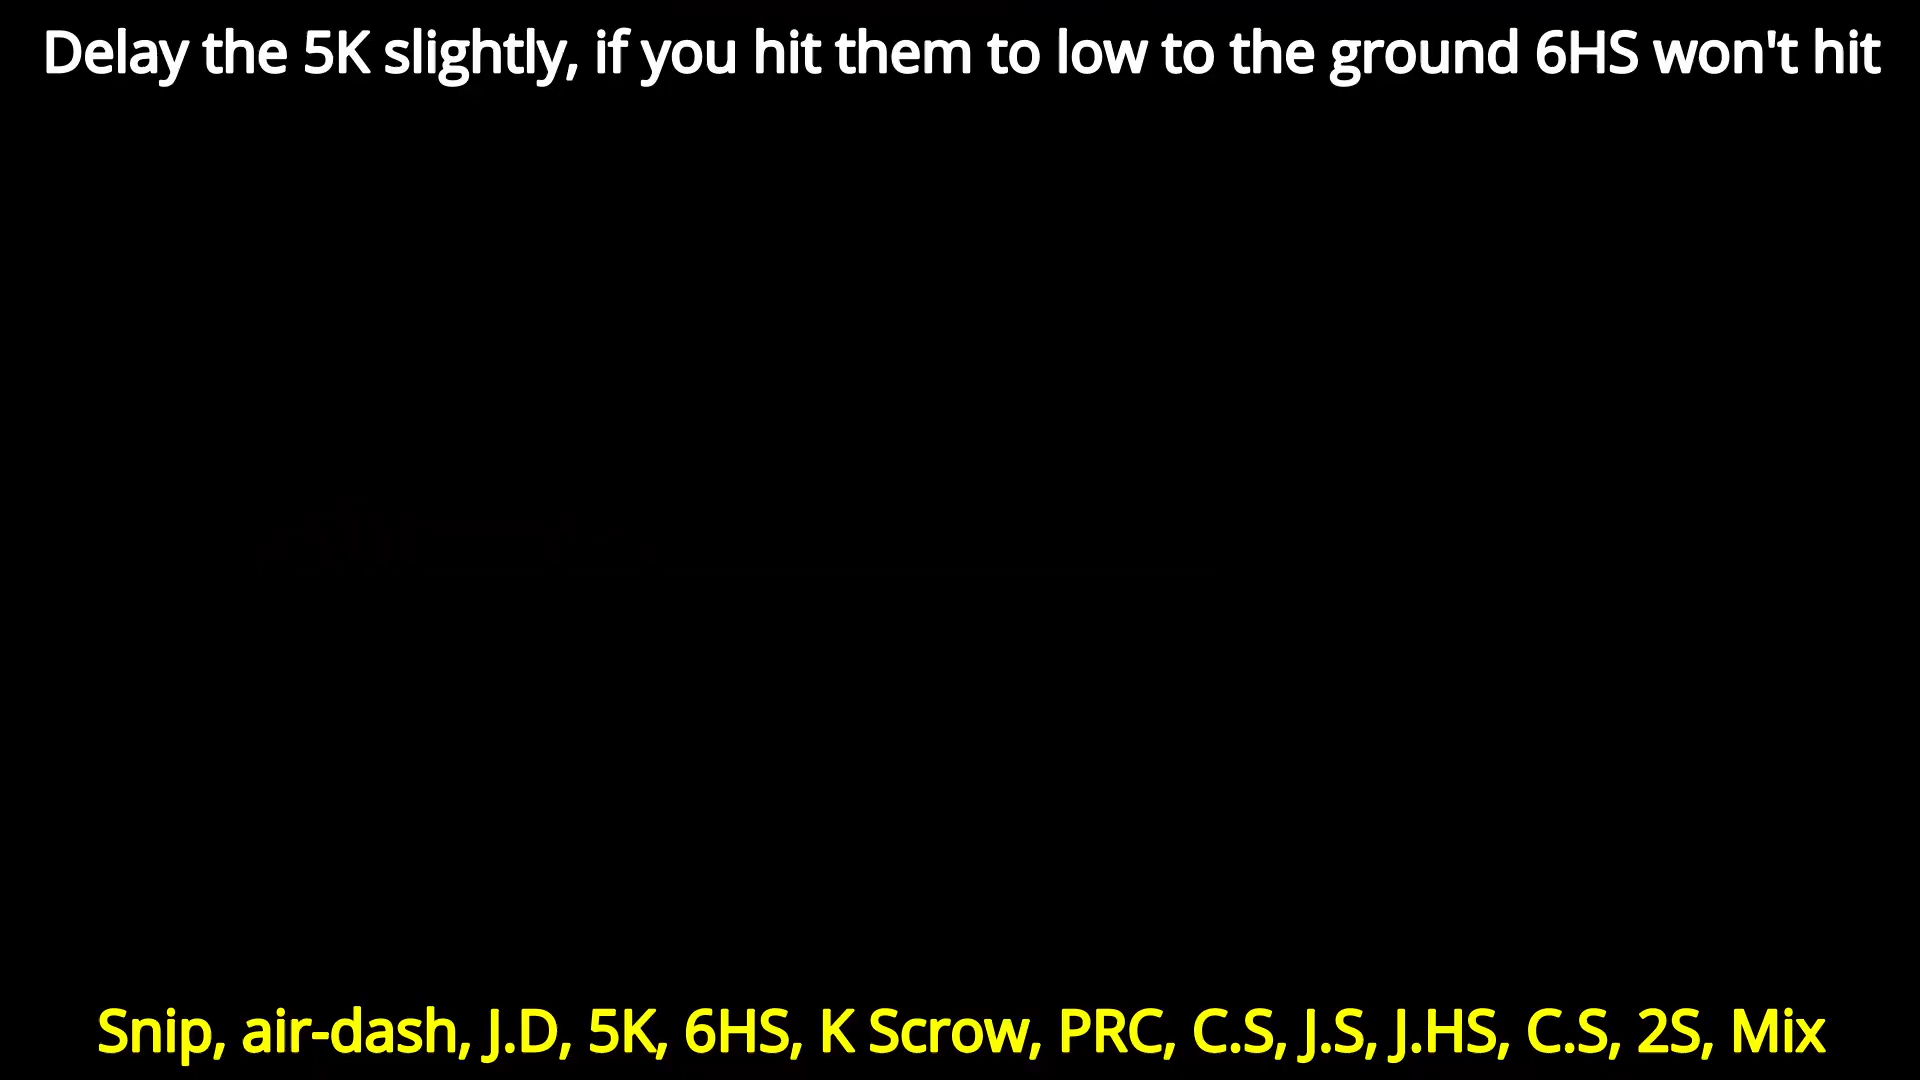 Delay the 5K slightly, if you hit them to low to the ground 6HS won't hit
Snip, air-dash, J.D, 5K, 6HS, K Scrow, PRC, C.S, J.S, J.HS, C.S, 2S, Mix